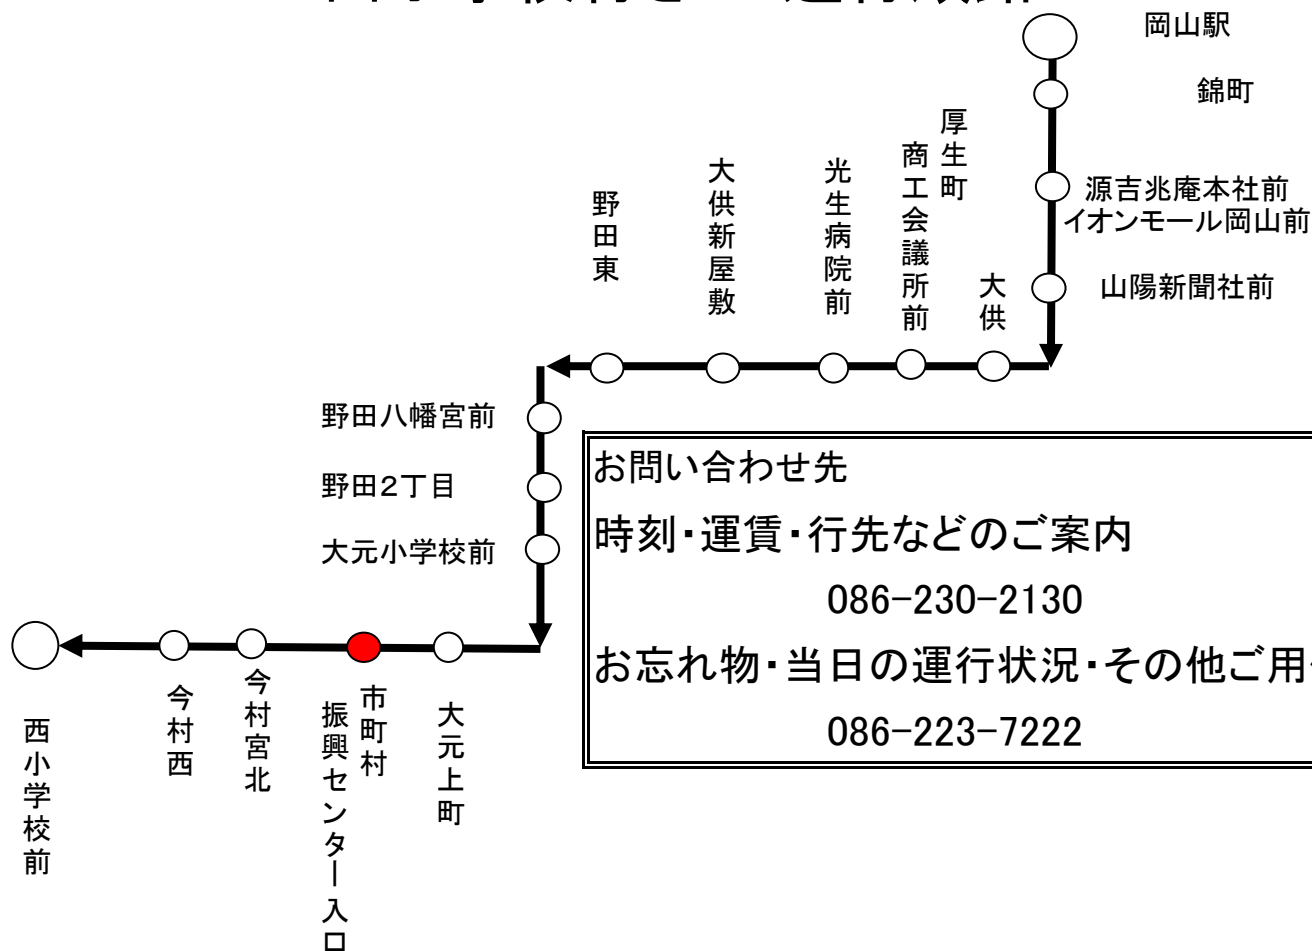 岡山駅
錦町
源吉兆庵本社前
イオンモール岡山前
山陽新聞社前
大供
厚生町
商工会議所前
光生病院前
大供新屋敷
野田東
野田八幡宮前
野田２丁目
大元小学校前
大元上町
市町村
振興センター入口
今村宮北
今村西
西小学校前
お問い合わせ先
時刻・運賃・行先などのご案内
086-230-2130
お忘れ物・当日の運行状況・その他ご用
086-223-7222